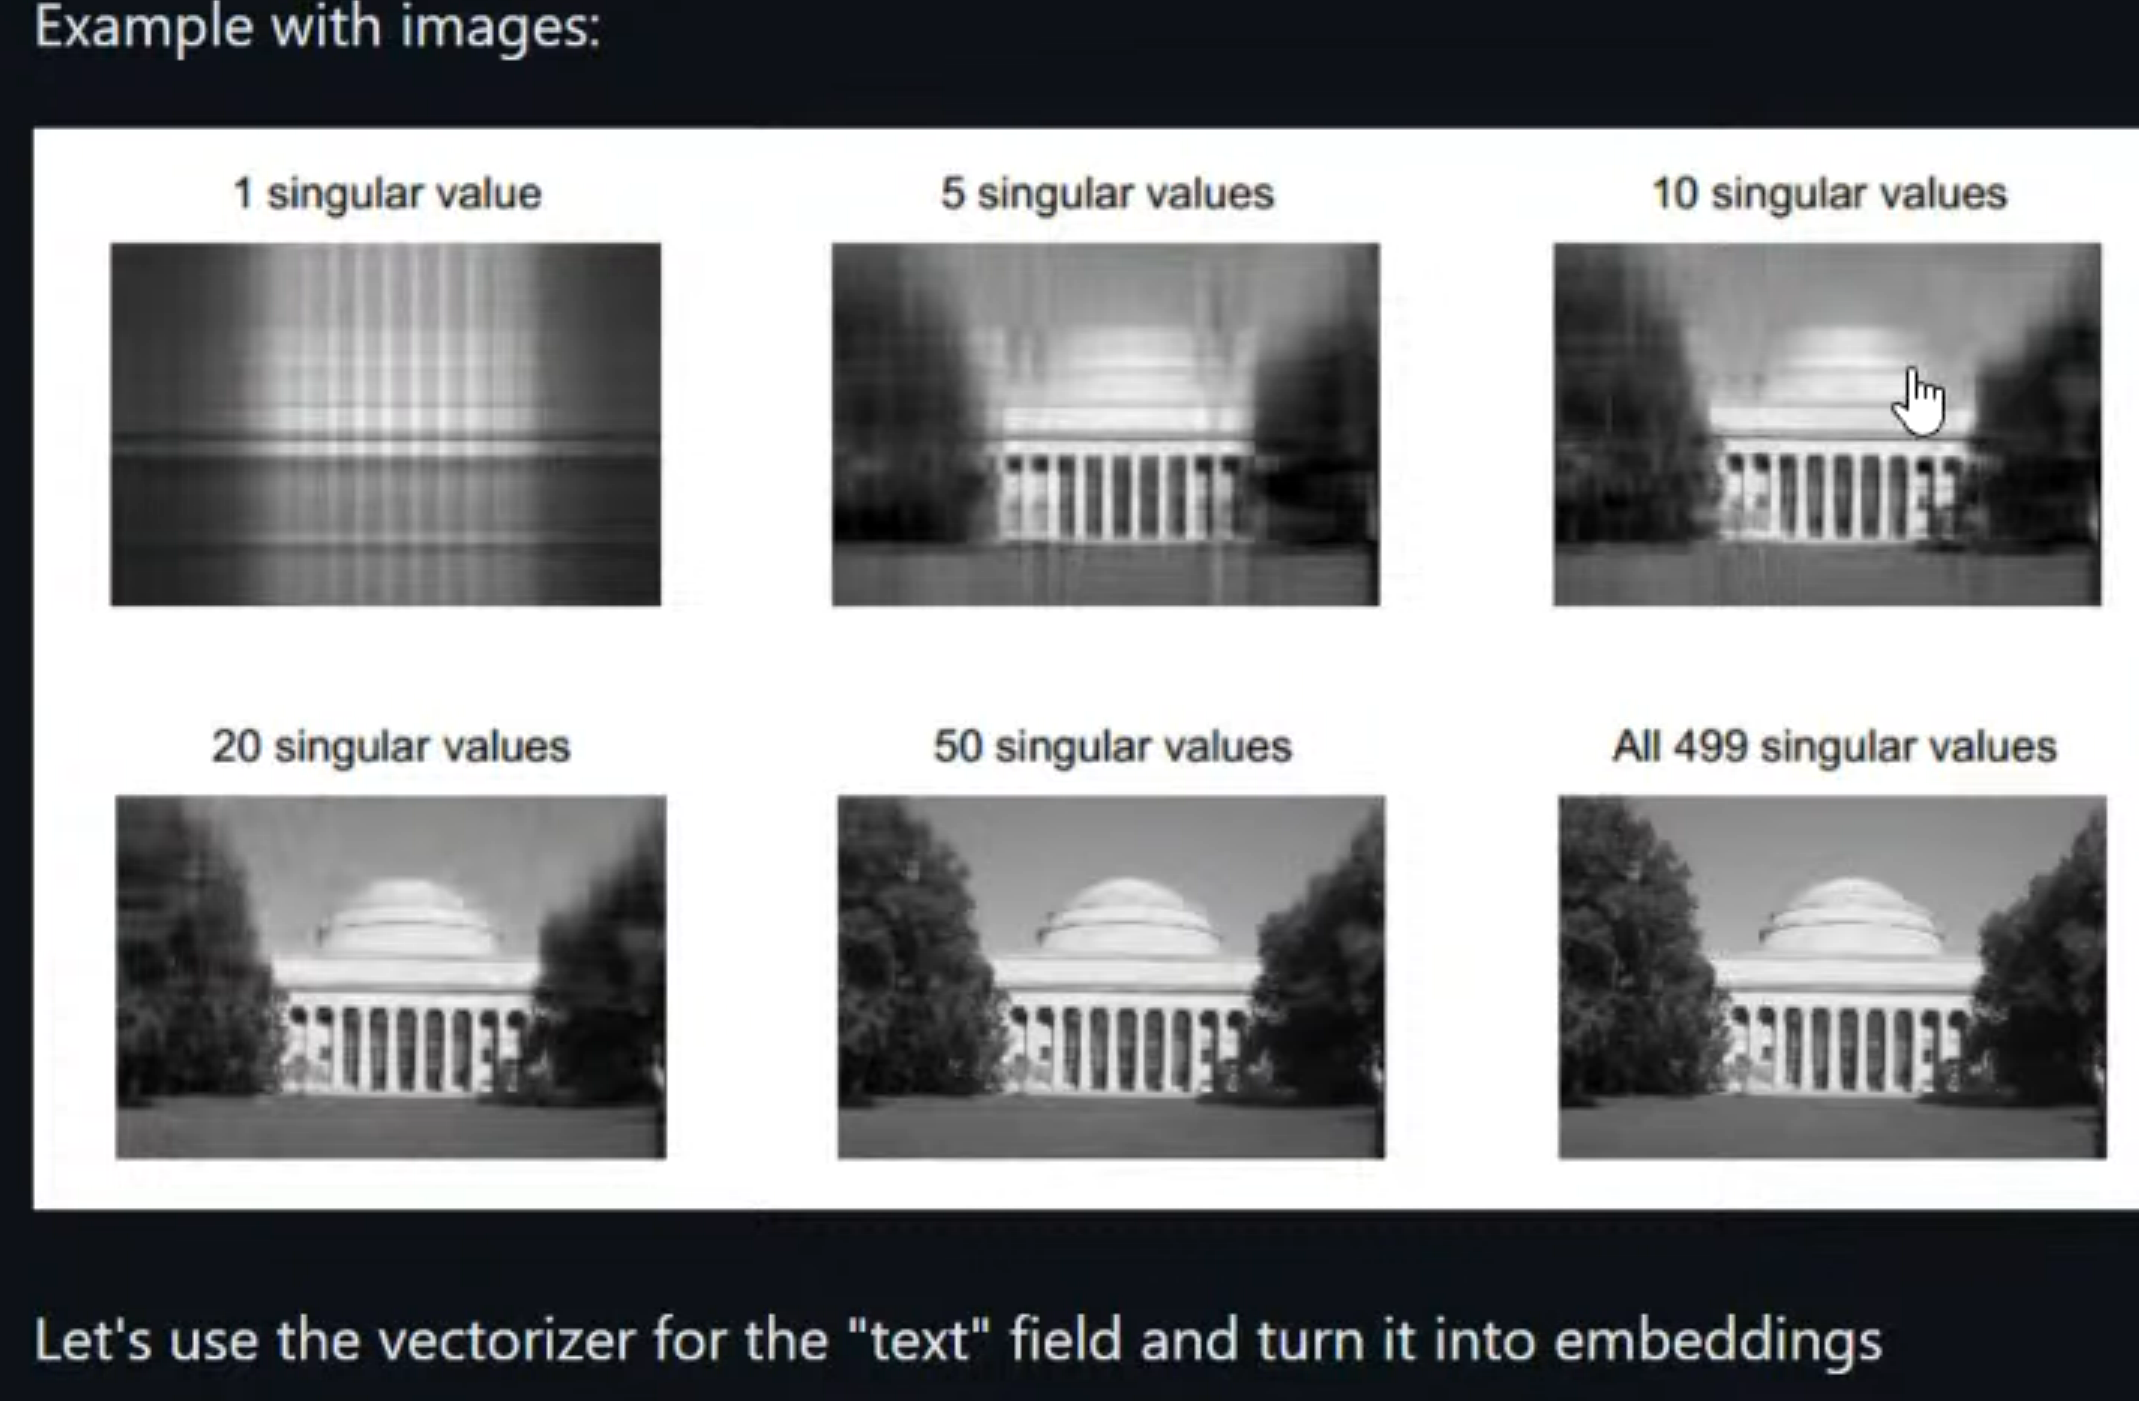 Example with images:
1 singular value
5 singular values
10 singular values
20 singular values
50 singular values
All 499 singular values
Let's use the vectorizer for the "text" field and turn it into embeddings